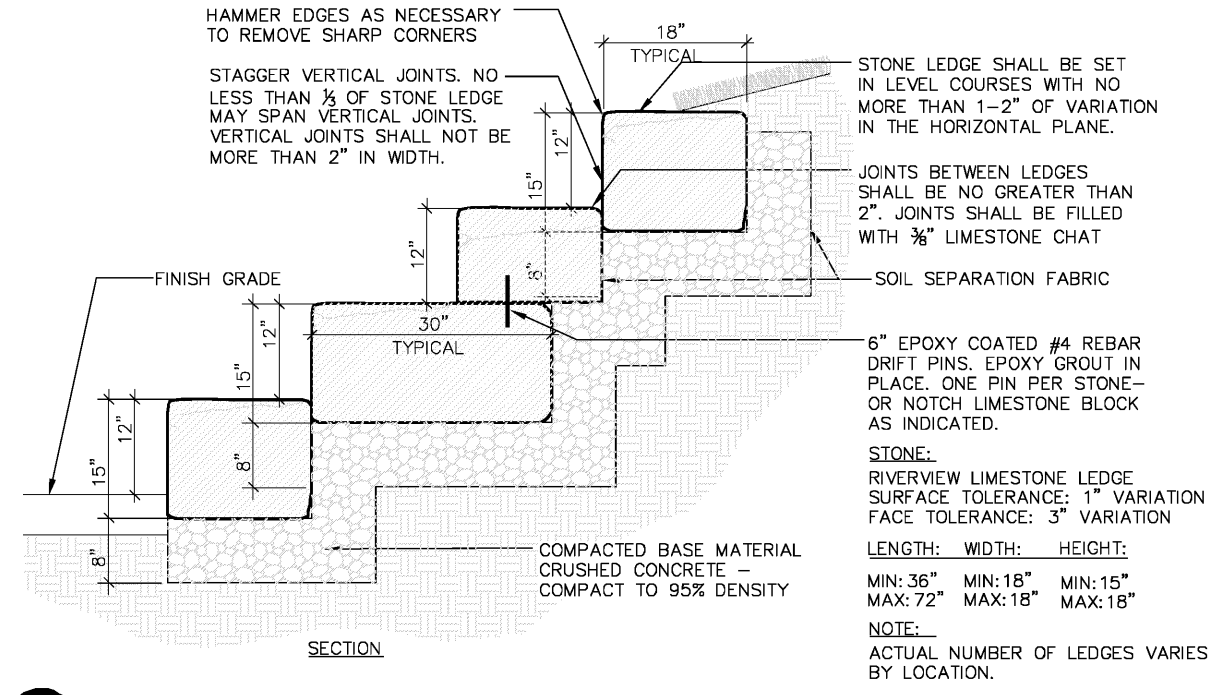 HAMMER EDGES AS NECESSARY
TO REMOVE SHARP CORNERS
STAGGER VERTICAL JOINTS. NO
LESS THAN ⅓ OF STONE LEDGE
MAY SPAN VERTICAL JOINTS.
VERTICAL JOINTS SHALL NOT BE
MORE THAN 2" IN WIDTH.
18"
TYPICAL
STONE LEDGE SHALL BE SET
IN LEVEL COURSES WITH NO
MORE THAN 1-2" OF VARIATION
IN THE HORIZONTAL PLANE.
12"
15"
JOINTS BETWEEN LEDGES
SHALL BE NO GREATER THAN
2". JOINTS SHALL BE FILLED
WITH ⅜" LIMESTONE CHAT
12"
8"
SOIL SEPARATION FABRIC
FINISH GRADE
30"
TYPICAL
12"
15"
8"
6" EPOXY COATED #4 REBAR
DRIFT PINS. EPOXY GROUT IN
PLACE. ONE PIN PER STONE-
OR NOTCH LIMESTONE BLOCK
AS INDICATED.
12"
15"
8"
STONE:
RIVERVIEW LIMESTONE LEDGE
SURFACE TOLERANCE: 1" VARIATION
FACE TOLERANCE: 3" VARIATION
LENGTH: WIDTH: HEIGHT:
MIN: 36" MIN: 18" MIN: 15"
MAX: 72" MAX: 18" MAX: 18"
COMPACTED BASE MATERIAL
CRUSHED CONCRETE –
COMPACT TO 95% DENSITY
NOTE:
ACTUAL NUMBER OF LEDGES VARIES
BY LOCATION.
SECTION